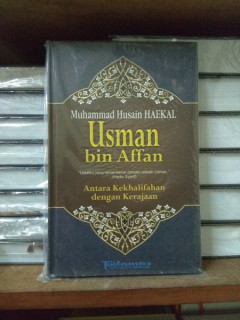 Muhammad Husain HAEKAL
Usman
bin Affan
Antara Kekhalifahan
dengan Kerajaan